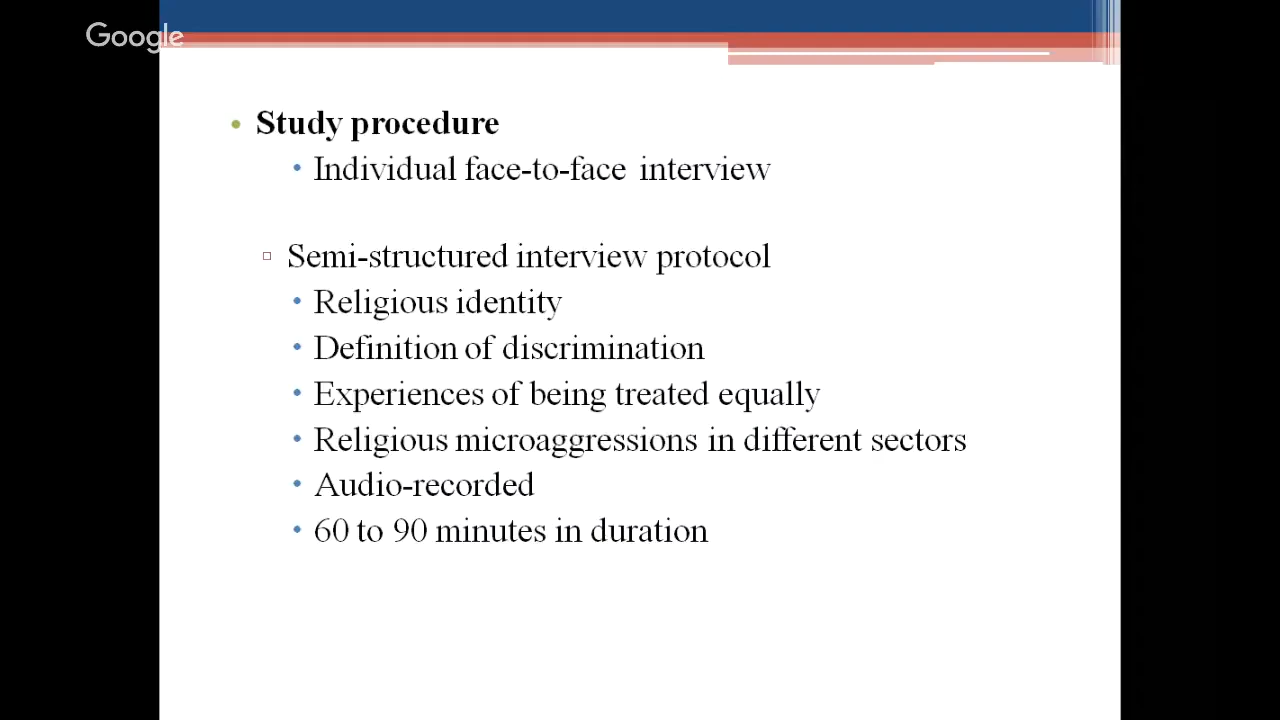 Google
• Study procedure
• Individual face-to-face interview
▫ Semi-structured interview protocol
• Religious identity
• Definition of discrimination
• Experiences of being treated equally
• Religious microaggressions in different sectors
• Audio-recorded
• 60 to 90 minutes in duration